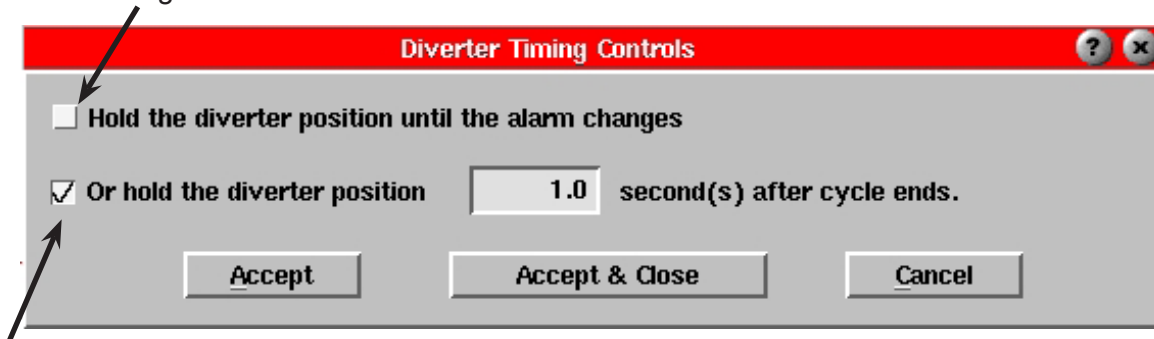 Diverter Timing Controls ? x
Hold the diverter position until the alarm changes
Or hold the diverter position 1.0 second(s) after cycle ends.
Accept Accept & Close Cancel